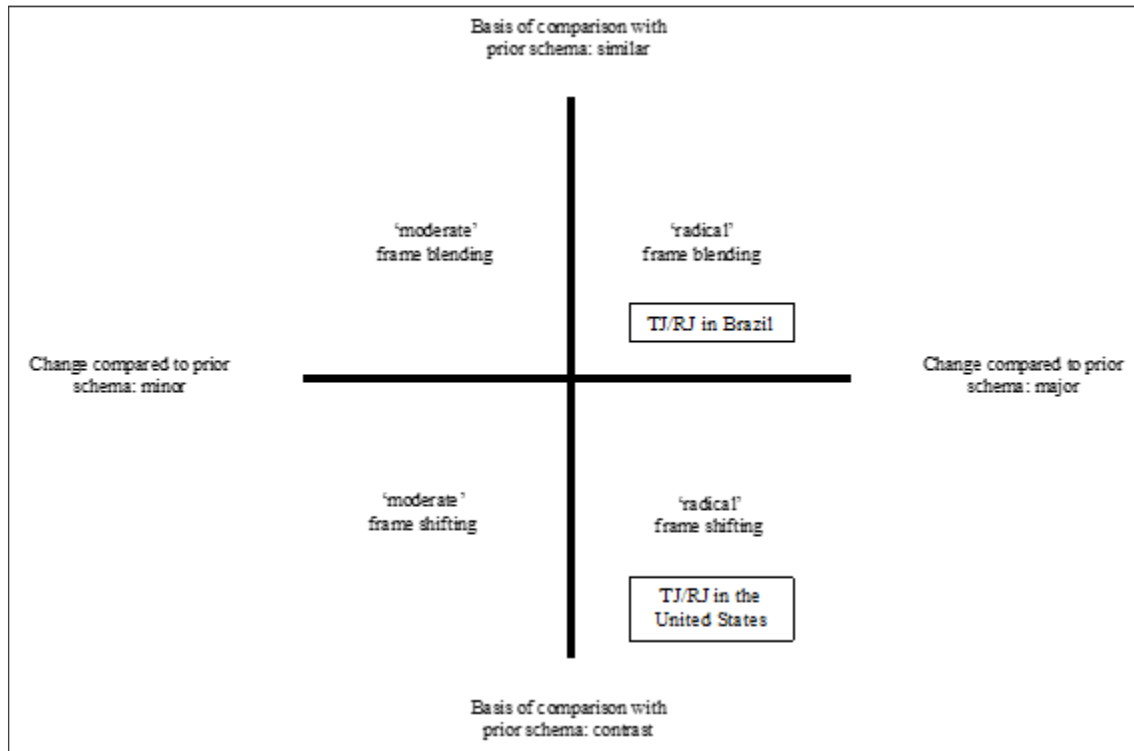 Basis of comparison with
prior schema: similar
‘moderate’
frame blending
‘radical’
frame blending
TJ/RJ in Brazil
Change compared to prior
schema: minor
Change compared to prior
schema: major
‘moderate’
frame shifting
‘radical’
frame shifting
TJ/RJ in the
United States
Basis of comparison with
prior schema: contrast